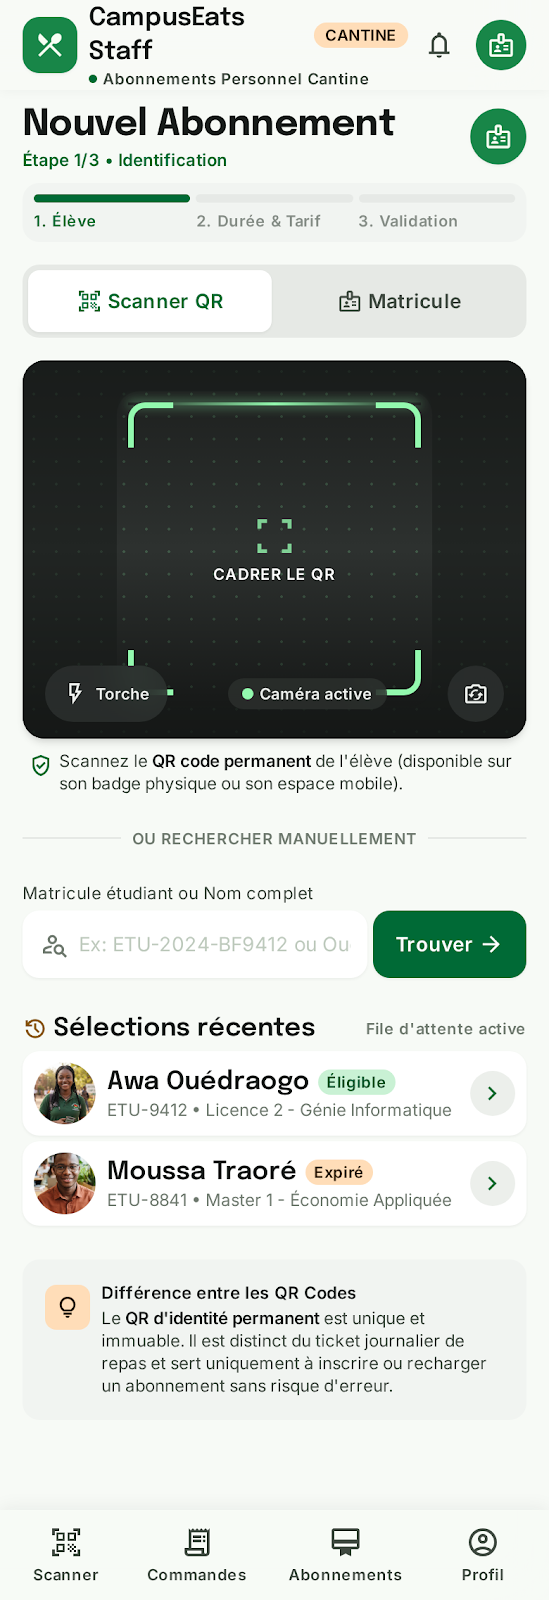 CampusEats
Staff
CANTINE
Abonnements Personnel Cantine
Nouvel Abonnement
Étape 1/3 • Identification
1. Élève
2. Durée & Tarif
3. Validation
Scanner QR
Matricule
CADRER LE QR
Torche
Caméra active
Scannez le QR code permanent de l'élève (disponible sur
son badge physique ou son espace mobile).
OU RECHERCHER MANUELLEMENT
Matricule étudiant ou Nom complet
Ex: ETU-2024-BF9412 ou Ou
Trouver →
Sélections récentes
File d'attente active
Awa Ouédraogo
Éligible
ETU-9412 • Licence 2 - Génie Informatique
Moussa Traoré
Expiré
ETU-8841 • Master 1 - Économie Appliquée
Différence entre les QR Codes
Le QR d'identité permanent est unique et
immuable. Il est distinct du ticket journalier de
repas et sert uniquement à inscrire ou recharger
un abonnement sans risque d'erreur.
Scanner
Commandes
Abonnements
Profil